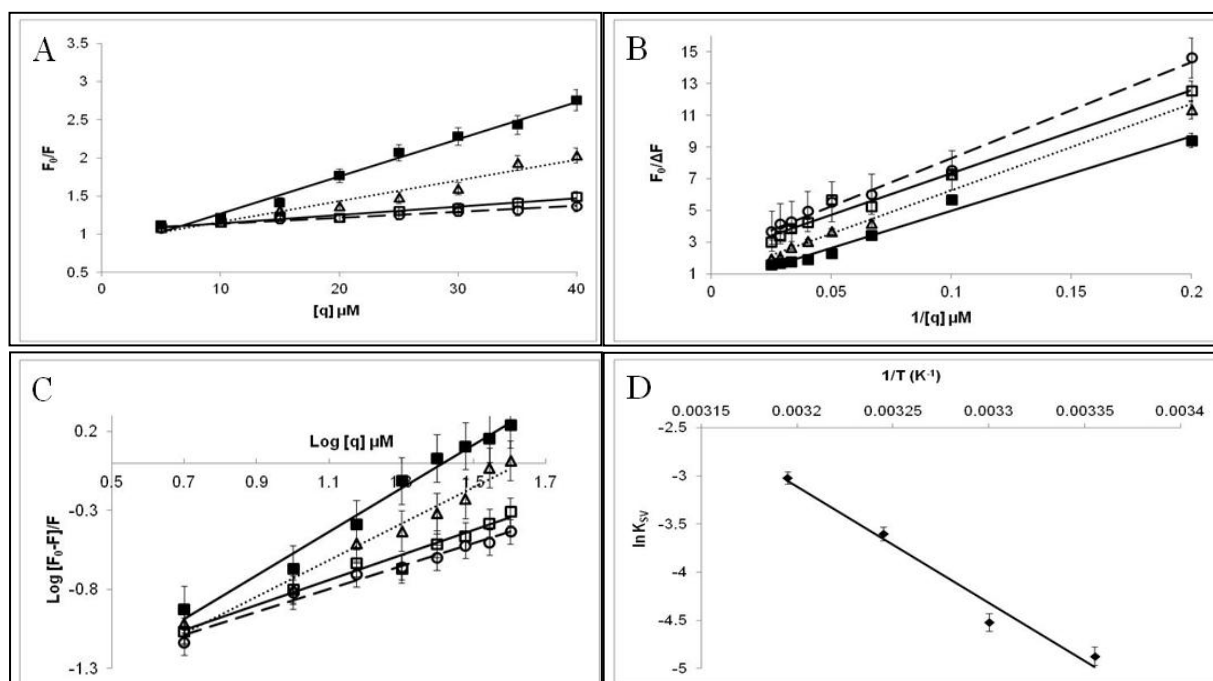 A
3.5
3
2.5
2
1.5
1
0.5
F₀/F
0 10 20 30 40
[q] µM
B
15
13
11
9
7
5
3
1
F₀/ΔF
0 0.05 0.1 0.15 0.2
1/[q] µM
C
0.2
-0.3
-0.8
-1.3
Log [F₀-F]/F
Log [q] µM
0.5 0.7 0.9 1.1 1.3 1.5 1.7
D
1/T (K⁻¹)
0.00315 0.0032 0.00325 0.0033 0.00335 0.0034
-2.5
-3
-3.5
-4
-4.5
-5
lnKsv